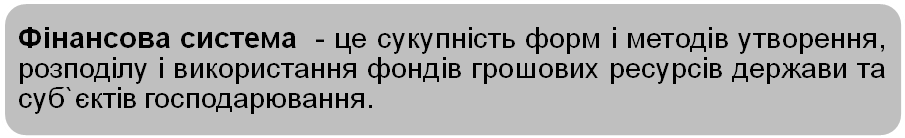 Фінансова система - це сукупність форм і методів утворення,
розподілу і використання фондів грошових ресурсів держави та
суб`єктів господарювання.